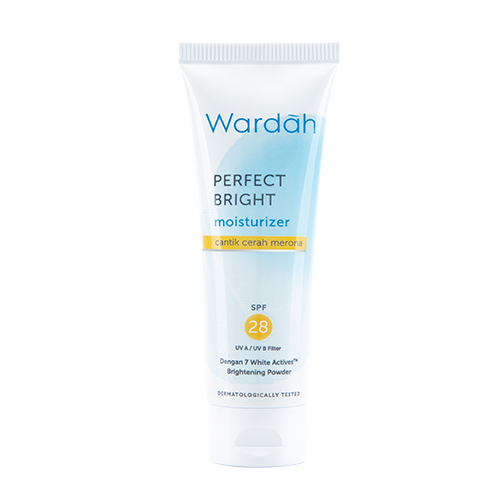 Wardāh
PERFECT
BRIGHT
moisturizer
cantik cerah merona
SPF
28
UV A / UV B Filter
Dengan 7 White Actives™
Brightening Powder
DERMATOLOGICALLY TESTED